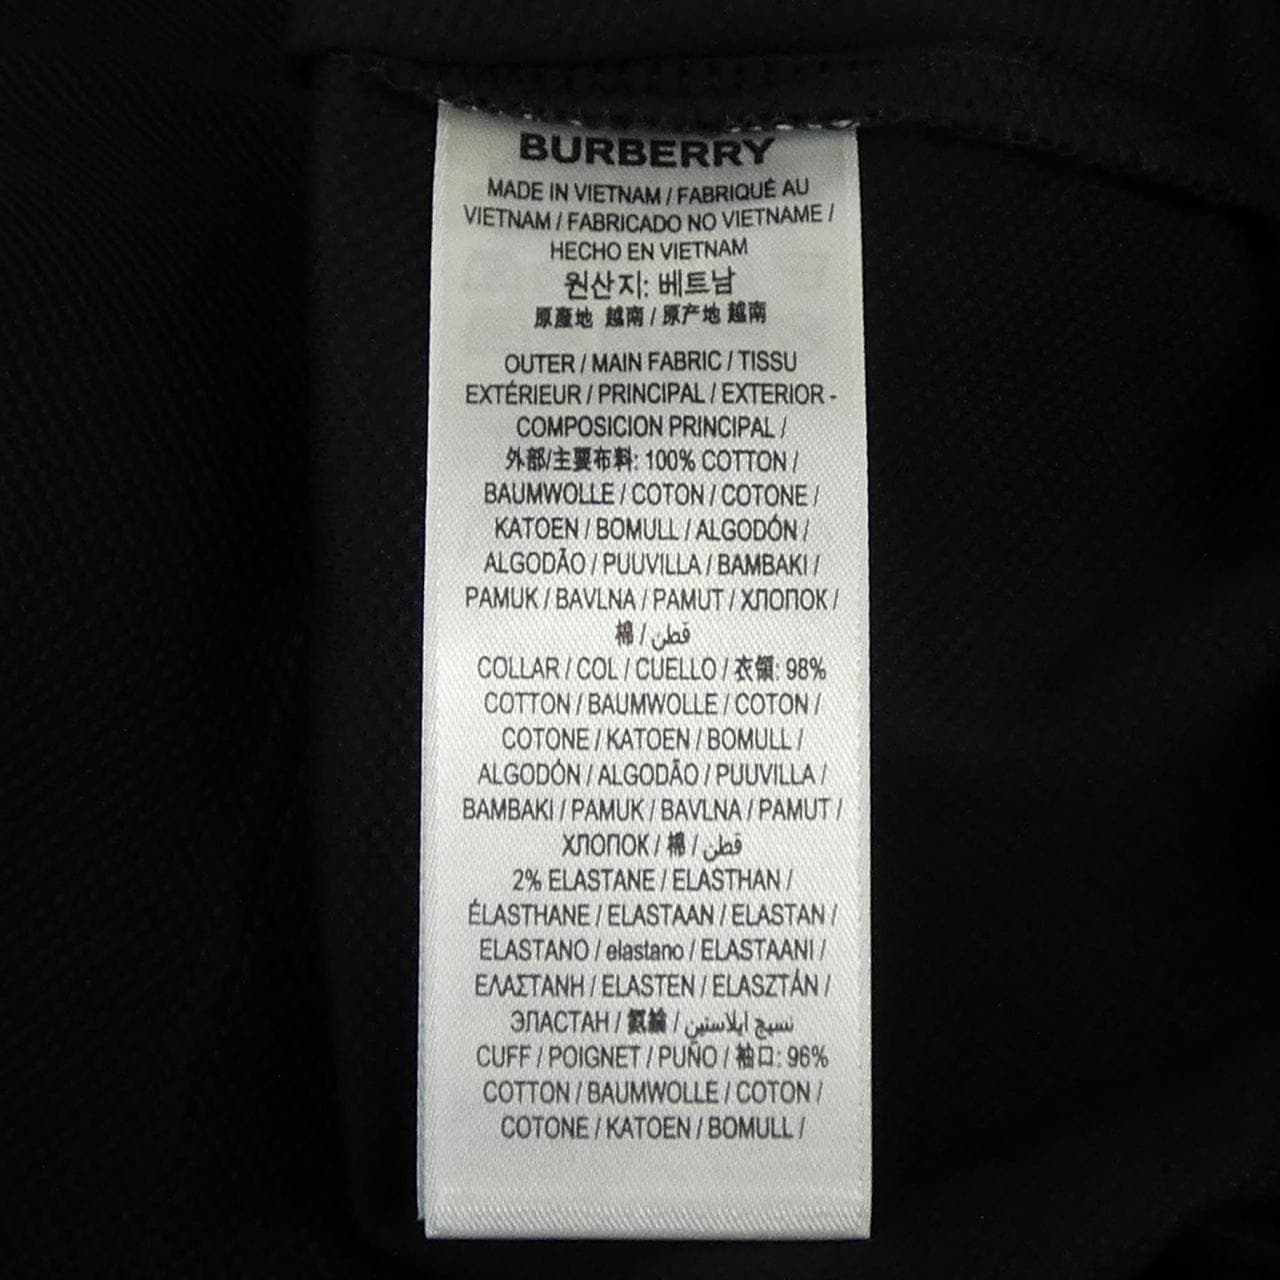 BURBERRY
MADE IN VIETNAM / FABRIQUÉ AU
VIETNAM / FABRICADO NO VIETNAME /
HECHO EN VIETNAM
원산지: 베트남
原產地 越南 / 原产地 越南
OUTER / MAIN FABRIC / TISSU
EXTÉRIEUR / PRINCIPAL / EXTERIOR -
COMPOSICION PRINCIPAL /
外部/主要布料: 100% COTTON /
BAUMWOLLE / COTON / COTONE /
KATOEN / BOMULL / ALGODÓN /
ALGODÃO / PUUVILLA / BAMBAKI /
PAMUK / BAVLNA / PAMUT / ХЛОПОК /
棉 / قطن
COLLAR / COL / CUELLO / 衣領: 98%
COTTON / BAUMWOLLE / COTON /
COTONE / KATOEN / BOMULL /
ALGODÓN / ALGODÃO / PUUVILLA /
BAMBAKI / PAMUK / BAVLNA / PAMUT /
ХЛОПОК / 棉 / قطن
2% ELASTANE / ELASTHAN /
ÉLASTHANE / ELASTAAN / ELASTAN /
ELASTANO / elastano / ELASTAANI /
ΕΛΑΣΤΑΝΗ / ELASTEN / ELASZTÁN /
ЭЛАСТАН / 氨綸 / نسيج ايلاستين
CUFF / POIGNET / PUÑO / 袖口: 96%
COTTON / BAUMWOLLE / COTON /
COTONE / KATOEN / BOMULL /